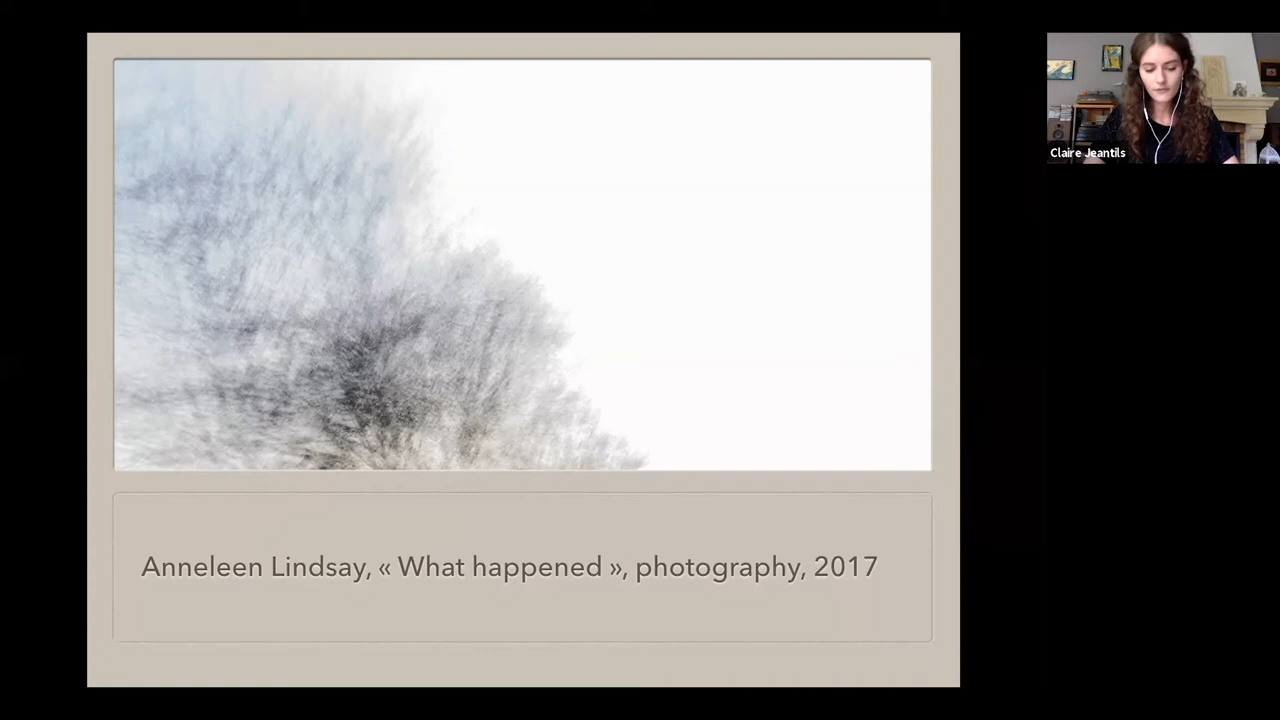 Claire Jeantils
Anneleen Lindsay, « What happened », photography, 2017